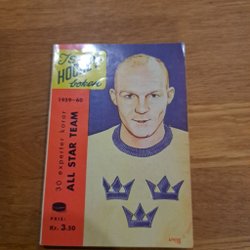 HOCKEY
boken
1959-60
30 experter korar
ALL STAR TEAM
PRIS:
Kr. 3.50